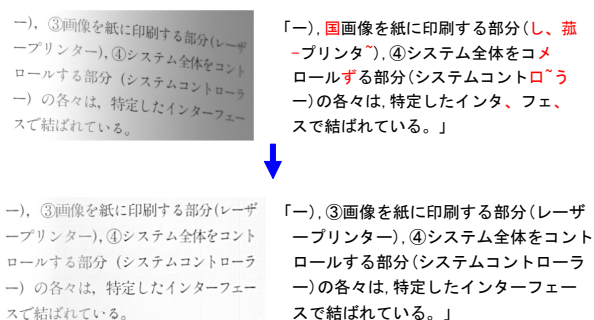 ー), ③画像を紙に印刷する部分(レーザ
ープリンター), ④システム全体をコント
ロールする部分 (システムコントローラ
ー) の各々は, 特定したインターフェー
スで結ばれている。
「ー), 国画像を紙に印刷する部分(し、菰
-プリンタ~), ④システム全体をコメ
ロールずる部分(システムコント口~う
ー)の各々は, 特定したインタ、フェ、
スで結ばれている。」
ー), ③画像を紙に印刷する部分(レーザ
ープリンター), ④システム全体をコント
ロールする部分 (システムコントローラ
ー) の各々は, 特定したインターフェー
スで結ばれている。
「ー), ③画像を紙に印刷する部分(レーザ
ープリンター), ④システム全体をコント
ロールする部分(システムコントローラ
ー)の各々は, 特定したインターフェー
スで結ばれている。」